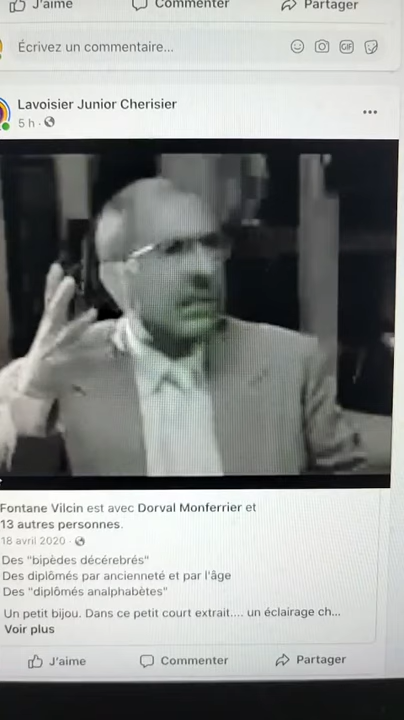 J'aime Commenter Partager
Écrivez un commentaire...
GIF
Lavoisier Junior Cherisier
5 h ·
Fontane Vilcin est avec Dorval Monferrier et
13 autres personnes.
18 avril 2020 ·
Des "bipèdes décérebrés"
Des diplômés par ancienneté et par l'âge
Des "diplômés analphabètes"
Un petit bijou. Dans ce petit court extrait.... un éclairage ch...
Voir plus
J'aime Commenter Partager